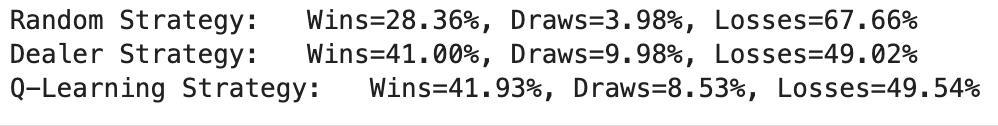 Random Strategy:   Wins=28.36%, Draws=3.98%, Losses=67.66%
Dealer Strategy:   Wins=41.00%, Draws=9.98%, Losses=49.02%
Q-Learning Strategy:   Wins=41.93%, Draws=8.53%, Losses=49.54%